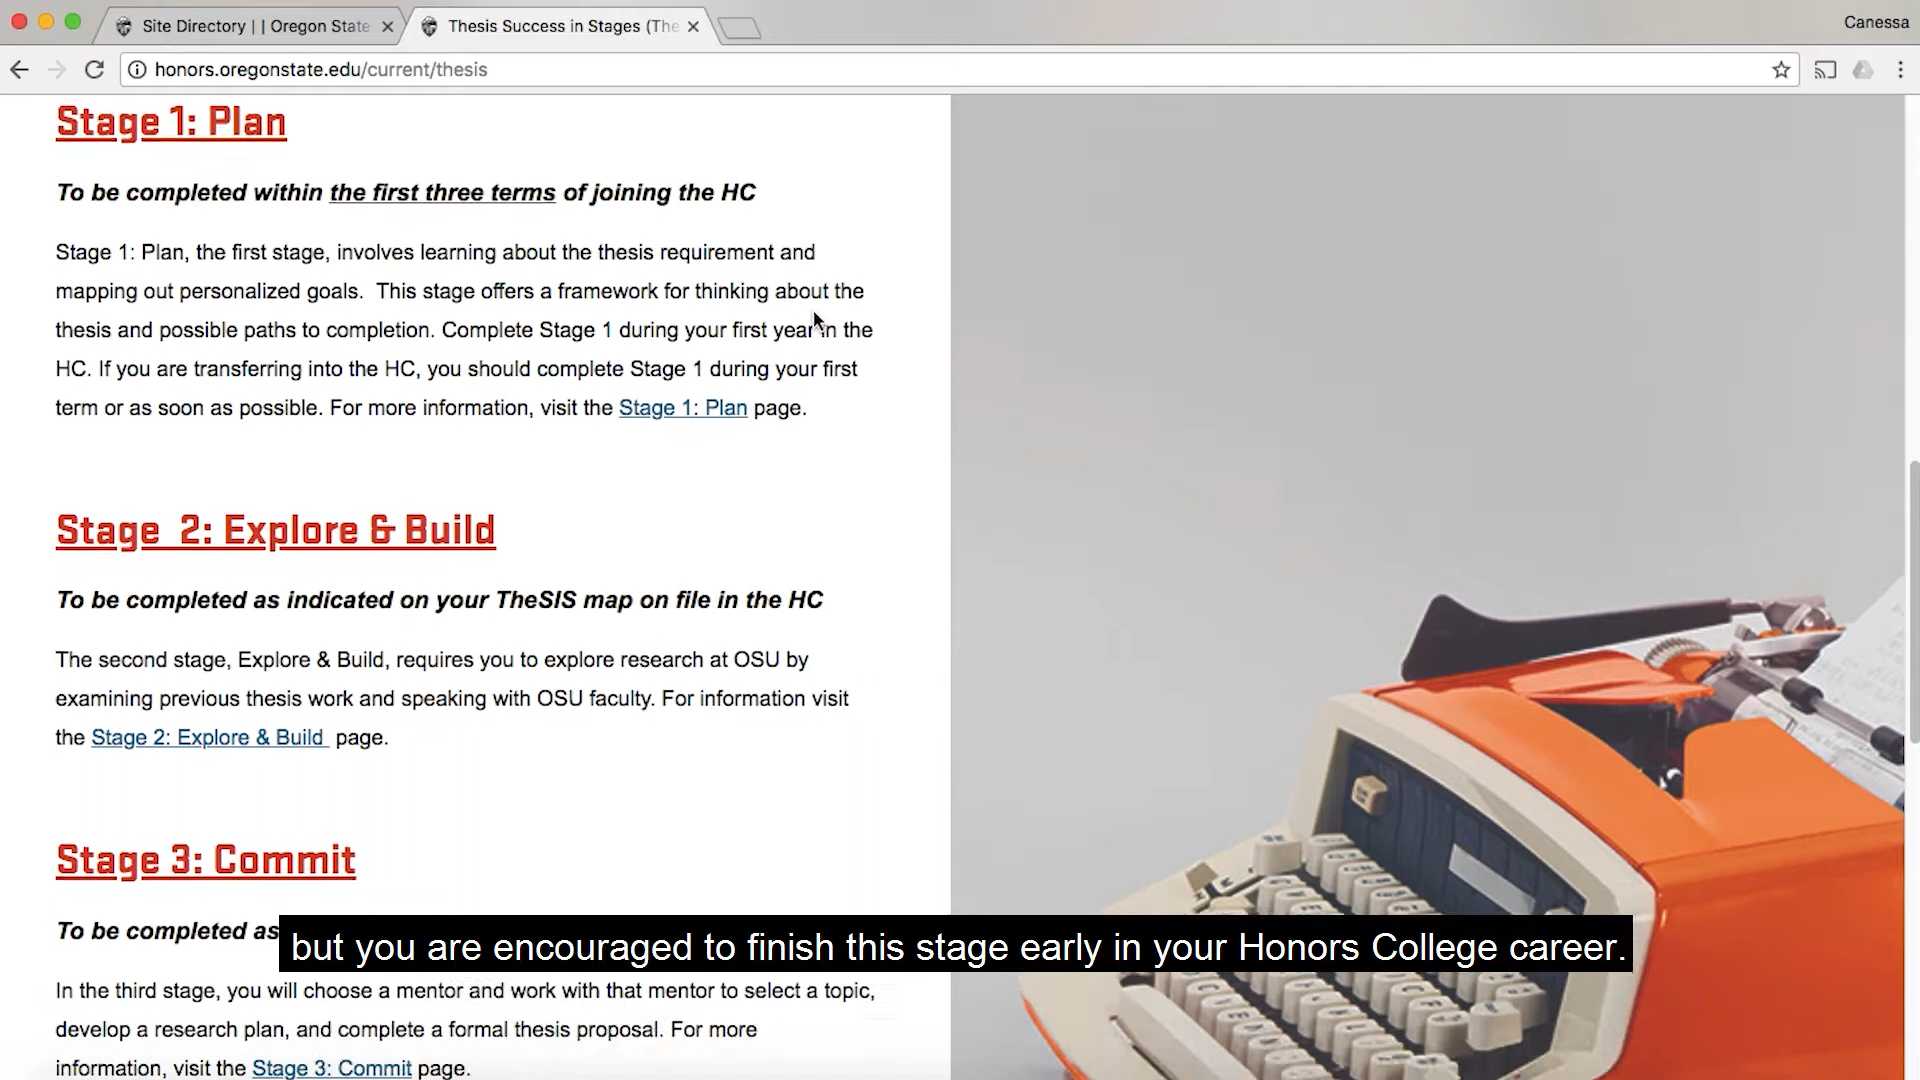 Site Directory | | Oregon State
Thesis Success in Stages (The
Canessa
honors.oregonstate.edu/current/thesis
Stage 1: Plan
To be completed within the first three terms of joining the HC
Stage 1: Plan, the first stage, involves learning about the thesis requirement and
mapping out personalized goals. This stage offers a framework for thinking about the
thesis and possible paths to completion. Complete Stage 1 during your first year in the
HC. If you are transferring into the HC, you should complete Stage 1 during your first
term or as soon as possible. For more information, visit the Stage 1: Plan page.
Stage 2: Explore & Build
To be completed as indicated on your TheSIS map on file in the HC
The second stage, Explore & Build, requires you to explore research at OSU by
examining previous thesis work and speaking with OSU faculty. For information visit
the Stage 2: Explore & Build page.
Stage 3: Commit
To be completed as
but you are encouraged to finish this stage early in your Honors College career.
In the third stage, you will choose a mentor and work with that mentor to select a topic,
develop a research plan, and complete a formal thesis proposal. For more
information, visit the Stage 3: Commit page.